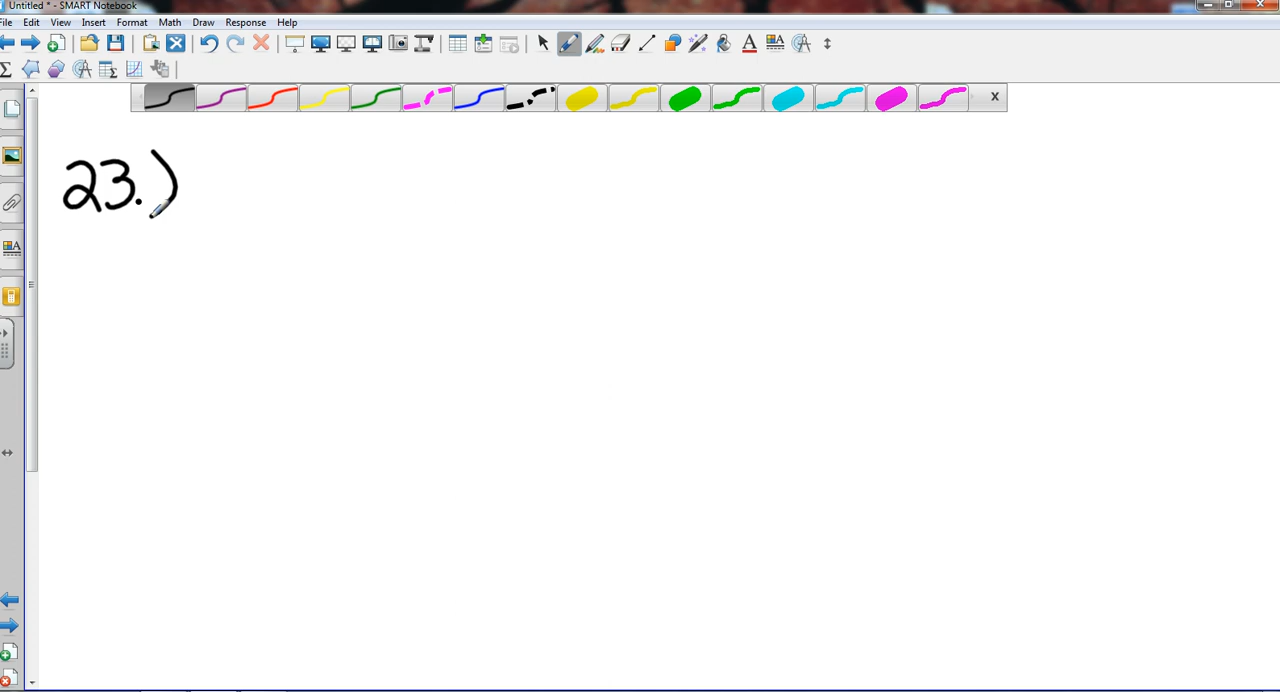 Untitled * - SMART Notebook
File Edit View Insert Format Math Draw Response Help
x
23.)